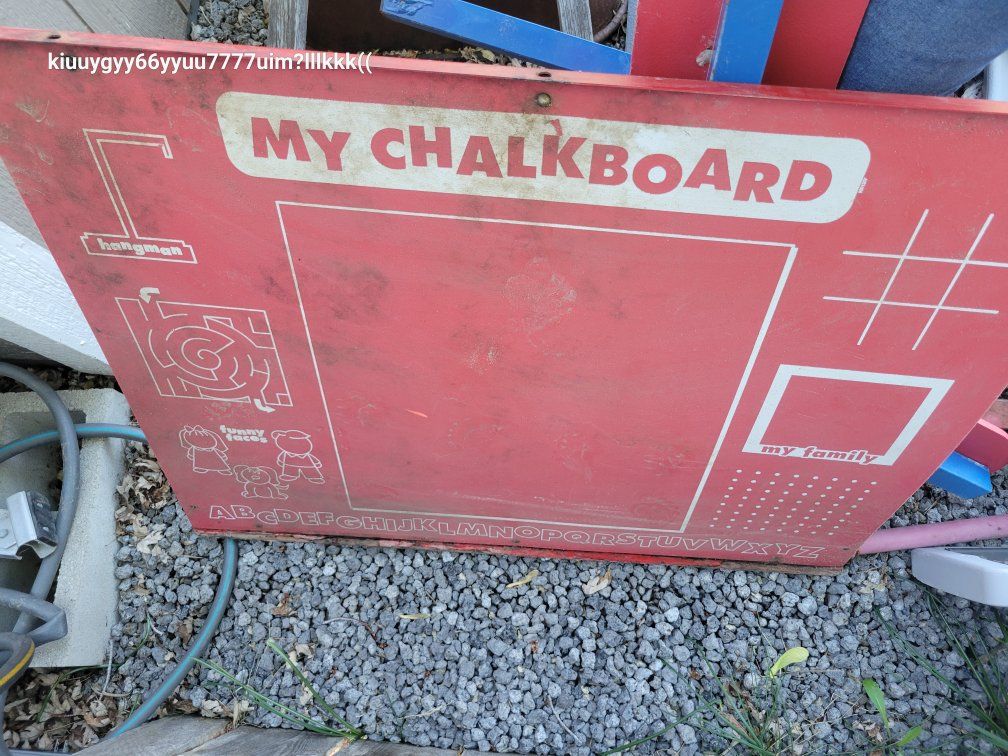 kiuuygyy66yyuu7777uim?lllkkk((
MY CHALKBOARD
hangman
funny
faces
my family
ABCDEFGHIJKLMNOPQRSTUVWXYZ